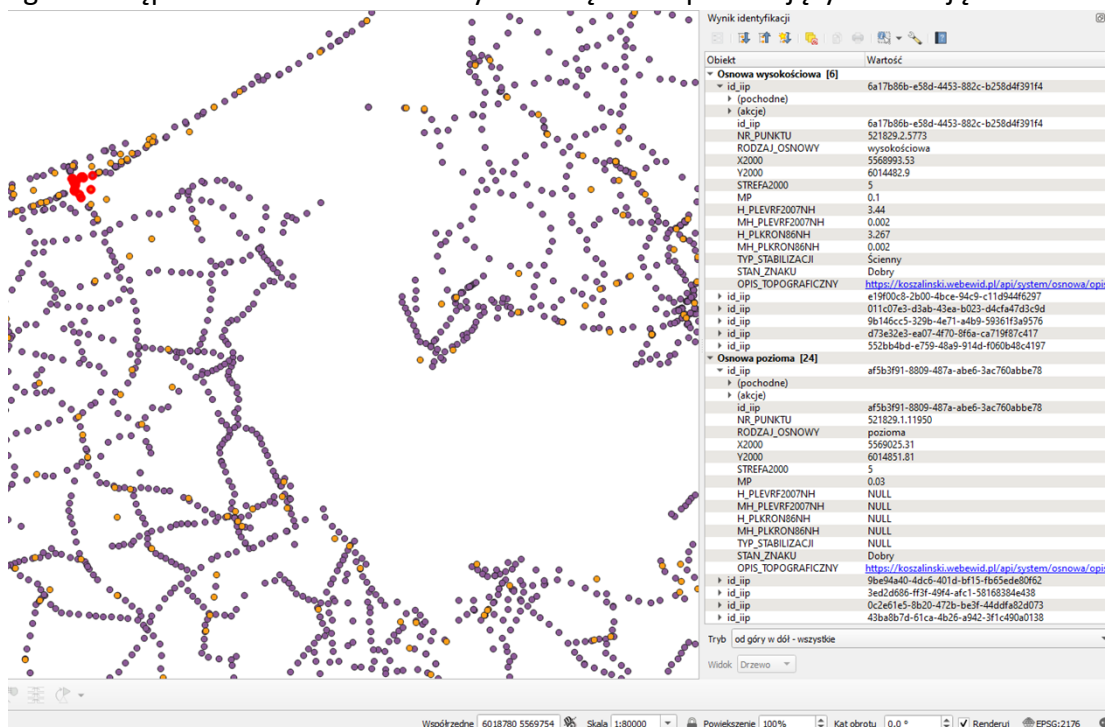 Wynik identyfikacji
Obiekt Wartość
Osnowa wysokościowa [6]
id_iip 6a17b86b-e58d-4453-882c-b258d4f391f4
(pochodne)
(akcje)
id_iip 6a17b86b-e58d-4453-882c-b258d4f391f4
NR_PUNKTU 521829.2.5773
RODZAJ_OSNOWY wysokościowa
X2000 5568993.53
Y2000 6014482.9
STREFA2000 5
MP 0.1
H_PLEVRF2007NH 3.44
MH_PLEVRF2007NH 0.002
H_PLKRON86NH 3.267
MH_PLKRON86NH 0.002
TYP_STABILIZACJI Ścienny
STAN_ZNAKU Dobry
OPIS_TOPOGRAFICZNY https://koszalinski.webewid.pl/api/system/osnowa/opis
id_iip e19f00c8-2b00-4bce-94c9-c11d944f6297
id_iip 011c07e3-d3ab-43ea-b023-d4cfa47d3c9d
id_iip 9b146cc5-329b-4e71-a4b9-59361f3a9576
id_iip d73e32e3-ea07-4f70-8f6a-ca719f87c417
id_iip 552bb4bd-e759-48a9-914d-f060b48c4197
Osnowa pozioma [24]
id_iip af5b3f91-8809-487a-abe6-3ac760abbe78
(pochodne)
(akcje)
id_iip af5b3f91-8809-487a-abe6-3ac760abbe78
NR_PUNKTU 521829.1.11950
RODZAJ_OSNOWY pozioma
X2000 5569025.31
Y2000 6014851.81
STREFA2000 5
MP 0.03
H_PLEVRF2007NH NULL
MH_PLEVRF2007NH NULL
H_PLKRON86NH NULL
MH_PLKRON86NH NULL
TYP_STABILIZACJI NULL
STAN_ZNAKU Dobry
OPIS_TOPOGRAFICZNY https://koszalinski.webewid.pl/api/system/osnowa/opis
id_iip 9be94a40-4dc6-401d-bf15-fb65ede80f62
id_iip 3ed2d686-ff3f-49f4-afc1-58168384e438
id_iip 0c2e61e5-8b20-472b-be3f-44ddfa82d073
id_iip 43ba8b7d-61ca-4b26-a942-3f1c490a0138
Tryb od góry w dół - wszystkie
Widok Drzewo
Współrzędne 6018780 5569754 Skala 1:80000 Powiększenie 100% Kąt obrotu 0,0 ° Renderuj EPSG:2176